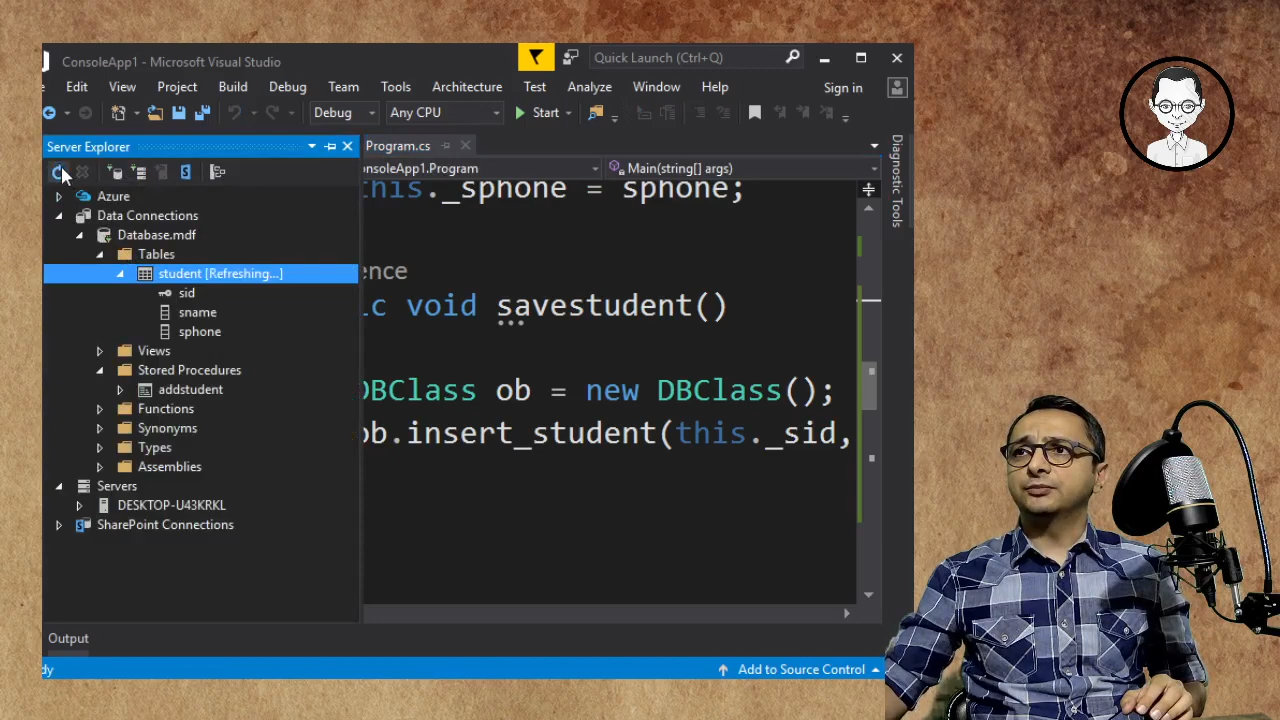 ConsoleApp1 - Microsoft Visual Studio
Quick Launch (Ctrl+Q)
Edit View Project Build Debug Team Tools Architecture Test Analyze Window Help Sign in
Debug Any CPU Start
Server Explorer
Azure
Data Connections
Database.mdf
Tables
student [Refreshing...]
sid
sname
sphone
Views
Stored Procedures
addstudent
Functions
Synonyms
Types
Assemblies
Servers
DESKTOP-U43KRKL
SharePoint Connections
Program.cs
onsoleApp1.Program Main(string[] args)
this._sphone = sphone;
ence
ic void savestudent()
DBClass ob = new DBClass();
ob.insert_student(this._sid,
Diagnostic Tools
Output
dy
Add to Source Control